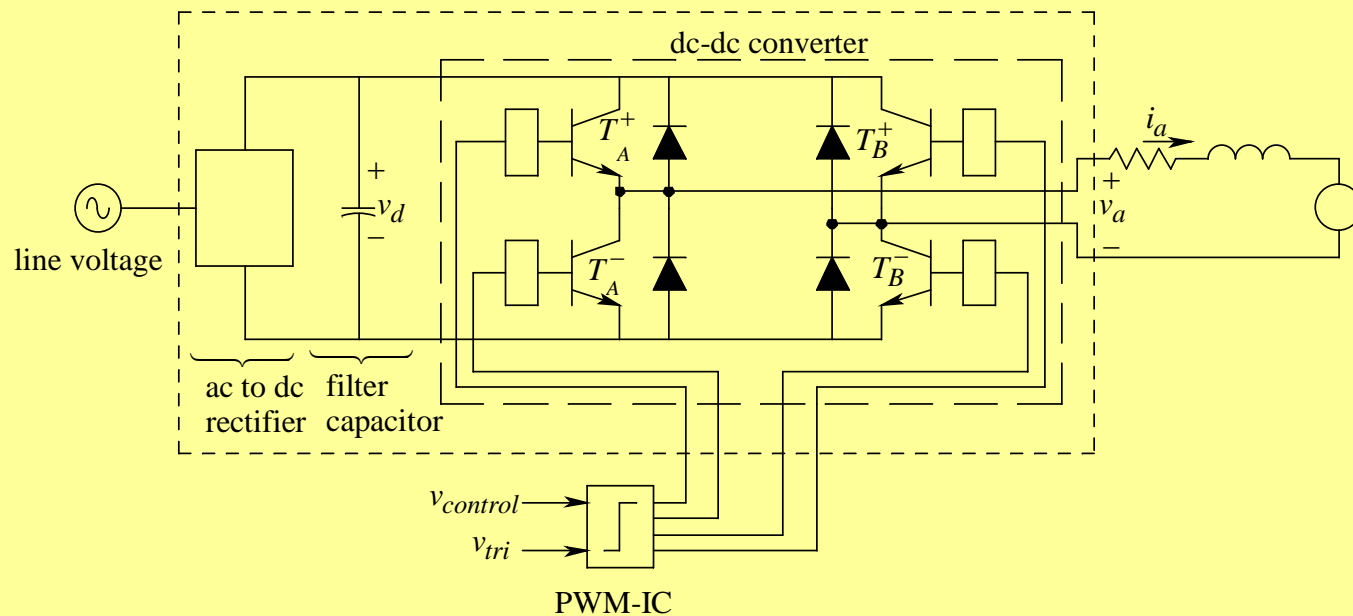 dc-dc converter
T_A^+
T_B^+
i_a
+
v_d
−
+
v_a
−
line voltage
T_A^-
T_B^-
ac to dc
rectifier
filter
capacitor
v_control
v_tri
PWM-IC